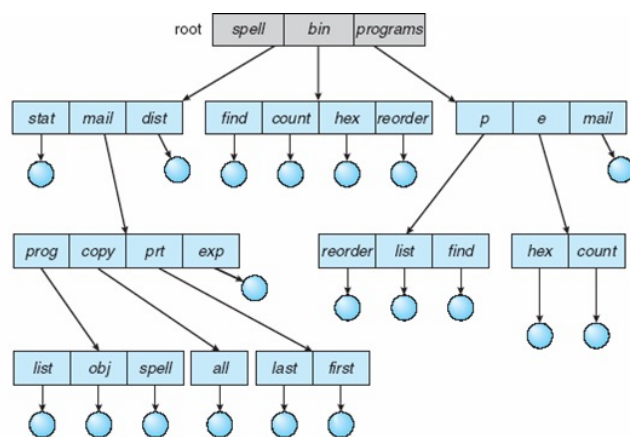 root spell bin programs
stat mail dist find count hex reorder p e mail
prog copy prt exp reorder list find hex count
list obj spell all last first